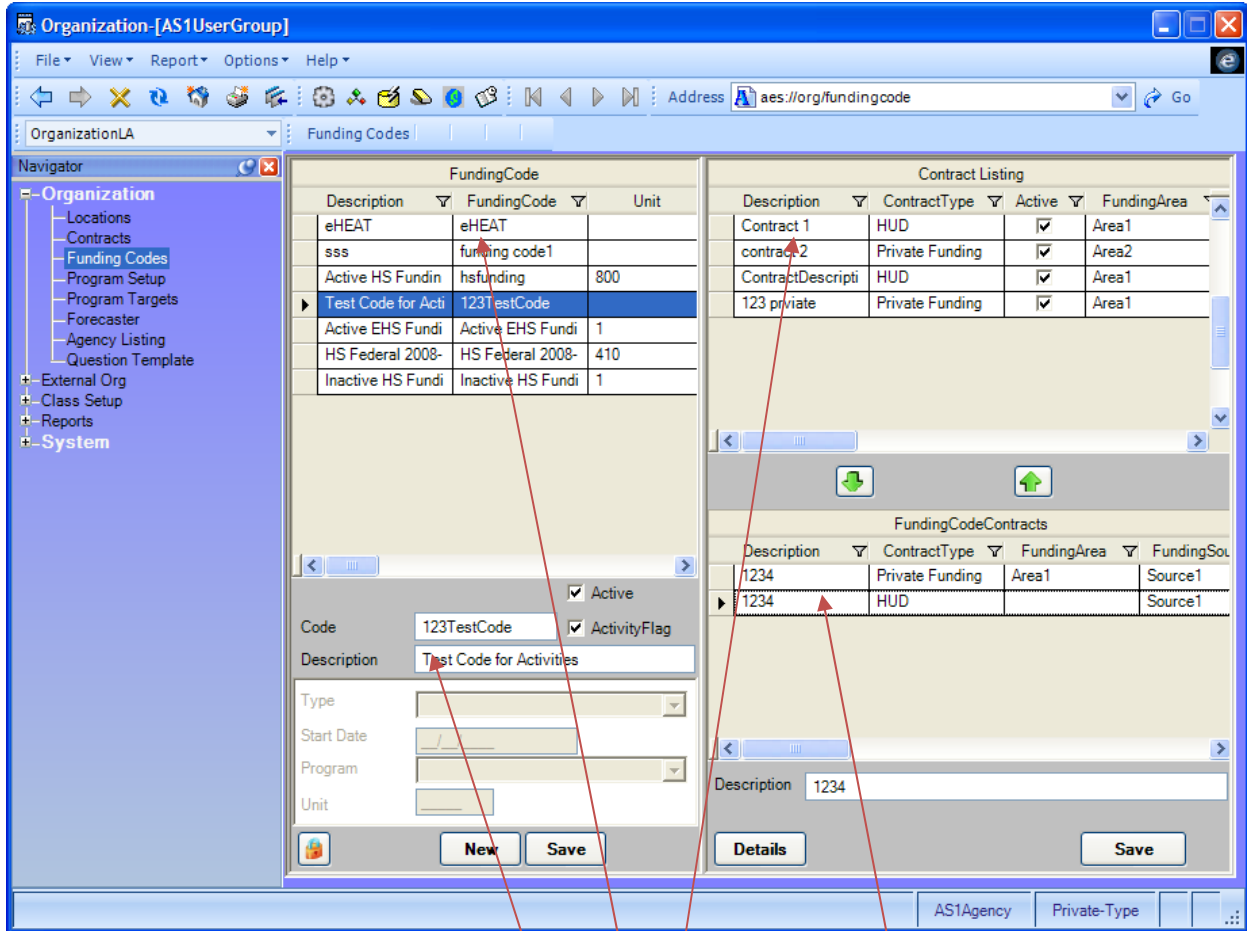 Organization-[AS1UserGroup]
File View Report Options Help
Address aes://org/fundingcode Go
OrganizationLA Funding Codes
Navigator
Organization
Locations
Contracts
Funding Codes
Program Setup
Program Targets
Forecaster
Agency Listing
Question Template
External Org
Class Setup
Reports
System
FundingCode
Description FundingCode Unit
eHEAT eHEAT
sss funding code1
Active HS Fundin hsfunding 800
Test Code for Acti 123TestCode
Active EHS Fundi Active EHS Fundi 1
HS Federal 2008- HS Federal 2008- 410
Inactive HS Fundi Inactive HS Fundi 1
Active
Code 123TestCode ActivityFlag
Description Test Code for Activities
Type
Start Date __/__/____
Program
Unit _____
New Save
Contract Listing
Description ContractType Active FundingArea
Contract 1 HUD Area1
contract 2 Private Funding Area2
ContractDescripti HUD Area1
123 prviate Private Funding Area1
FundingCodeContracts
Description ContractType FundingArea FundingSou
1234 Private Funding Area1 Source1
1234 HUD Source1
Description 1234
Details Save
AS1Agency Private-Type